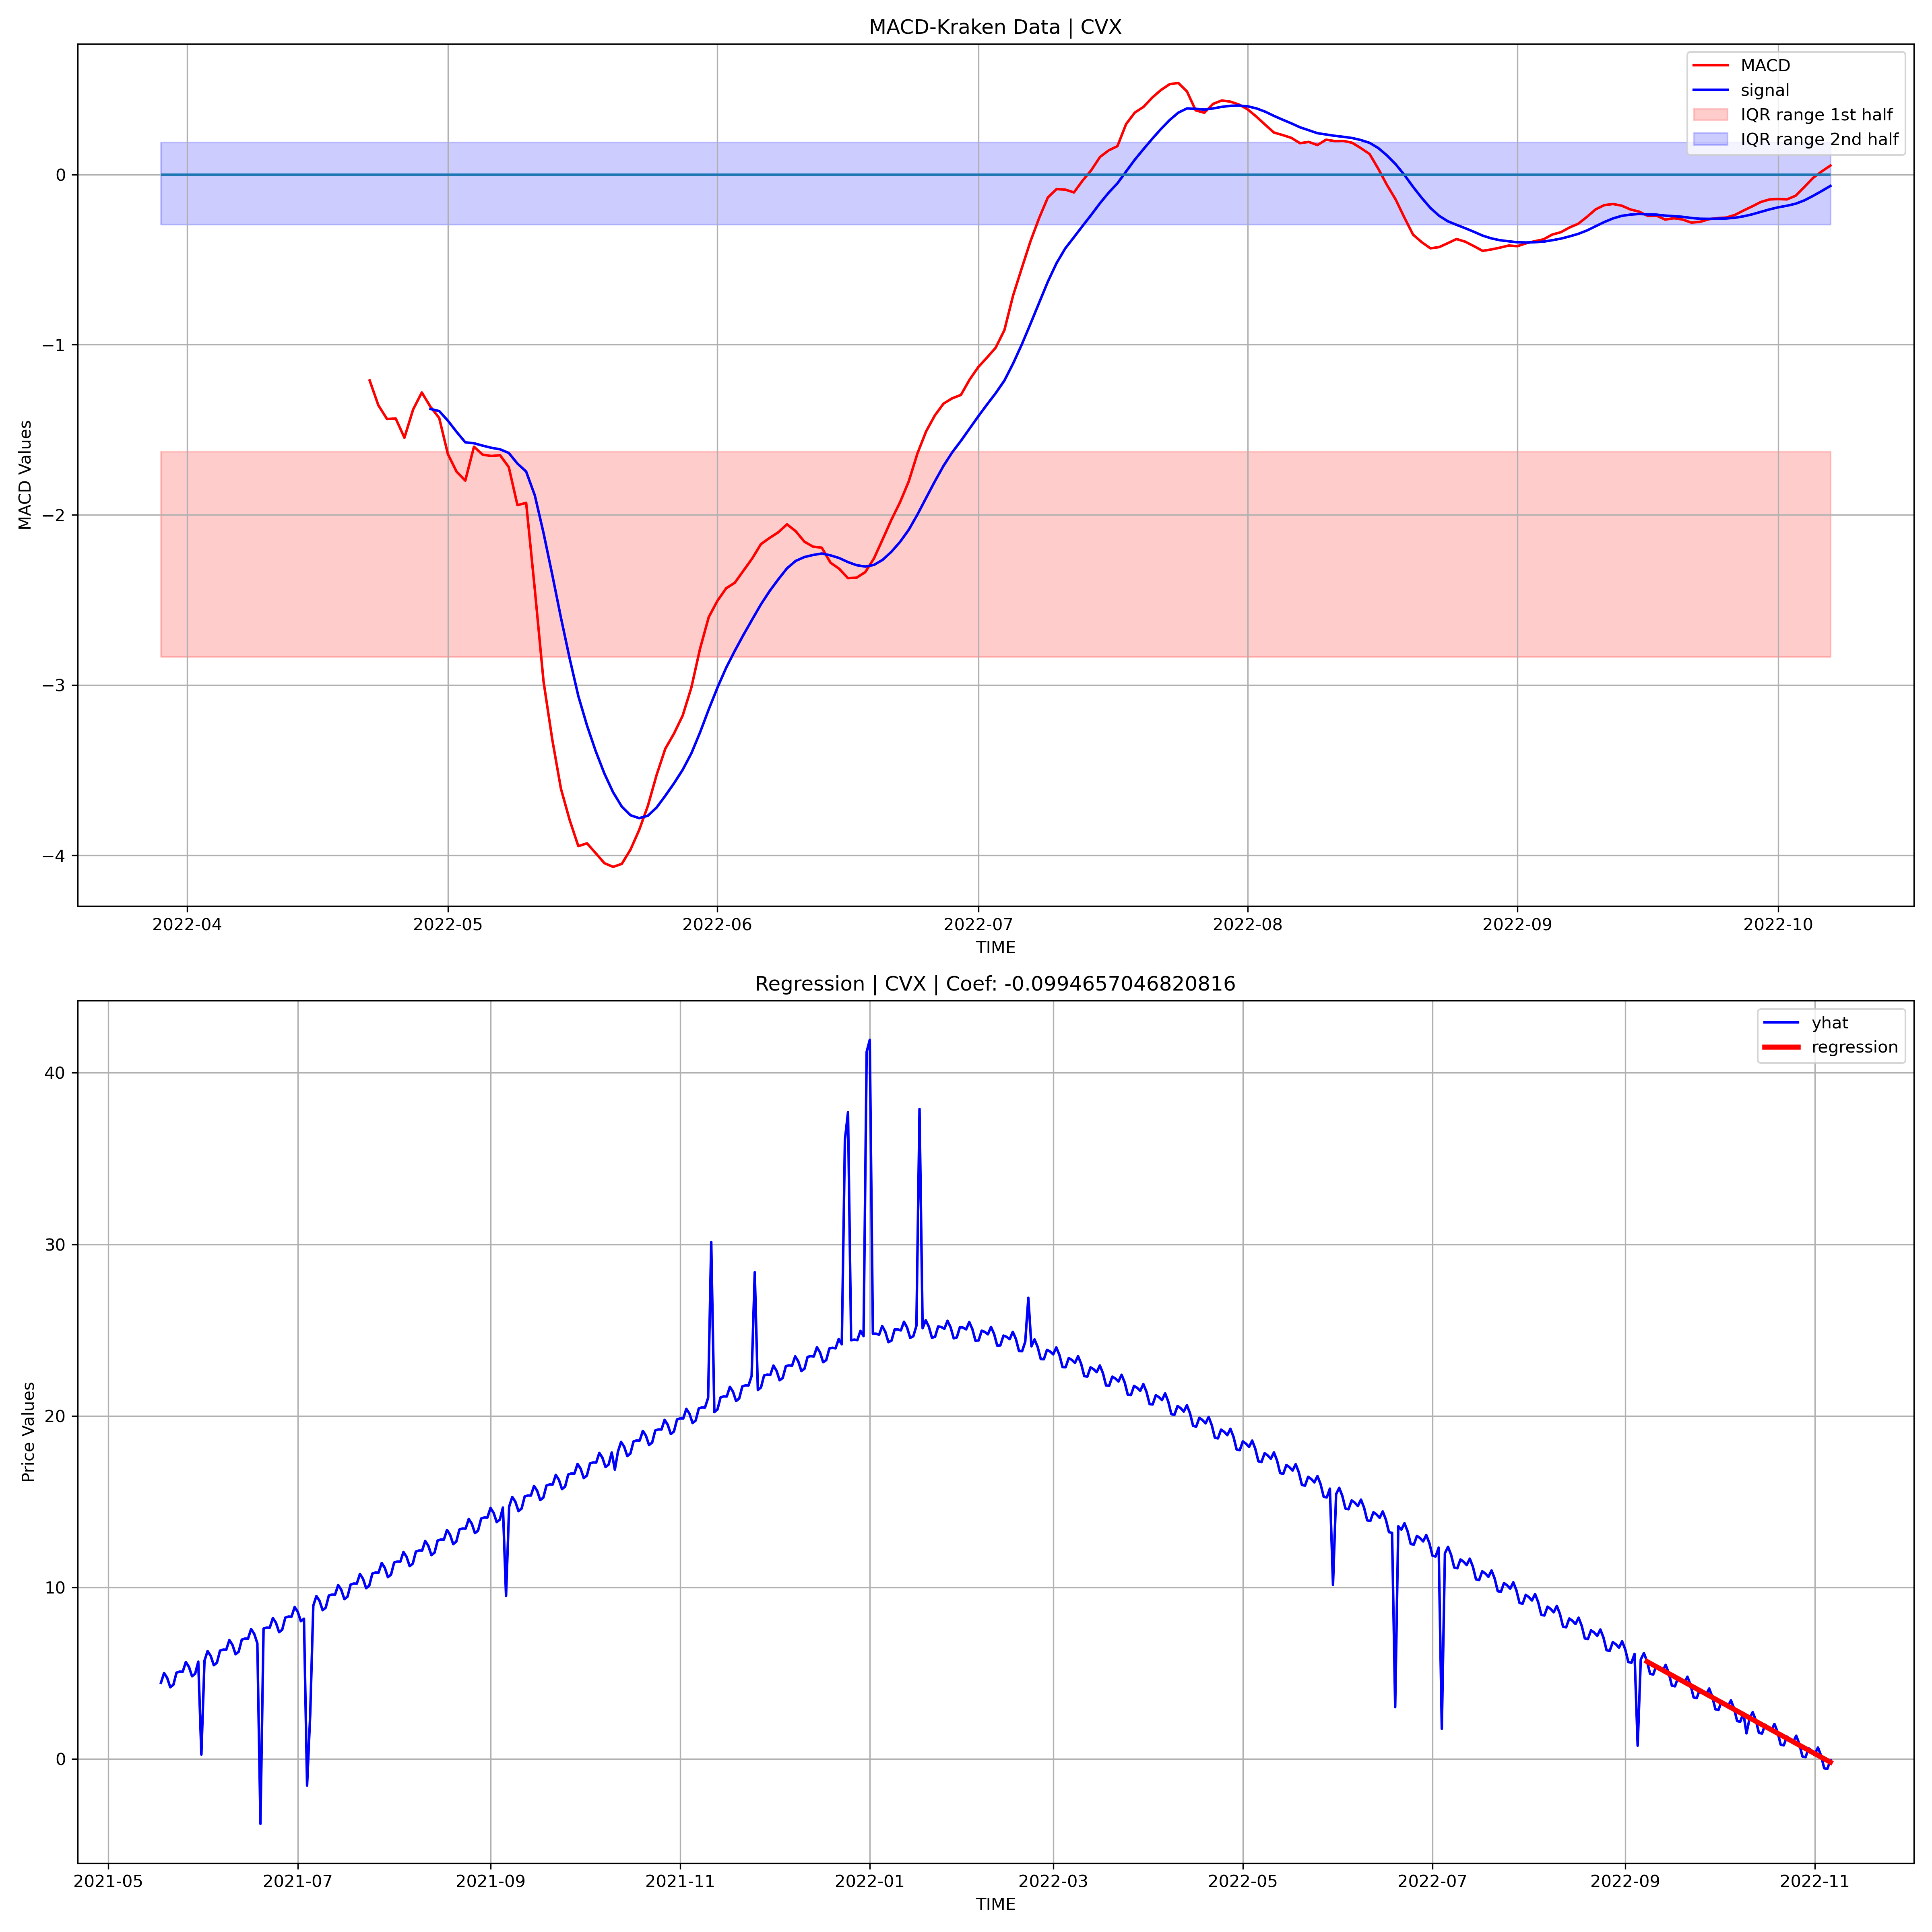 MACD-Kraken Data | CVX
MACD
signal
IQR range 1st half
IQR range 2nd half
MACD Values
0
−1
−2
−3
−4
2022-04 2022-05 2022-06 2022-07 2022-08 2022-09 2022-10
TIME
Regression | CVX | Coef: -0.0994657046820816
yhat
regression
Price Values
40
30
20
10
0
2021-05 2021-07 2021-09 2021-11 2022-01 2022-03 2022-05 2022-07 2022-09 2022-11
TIME